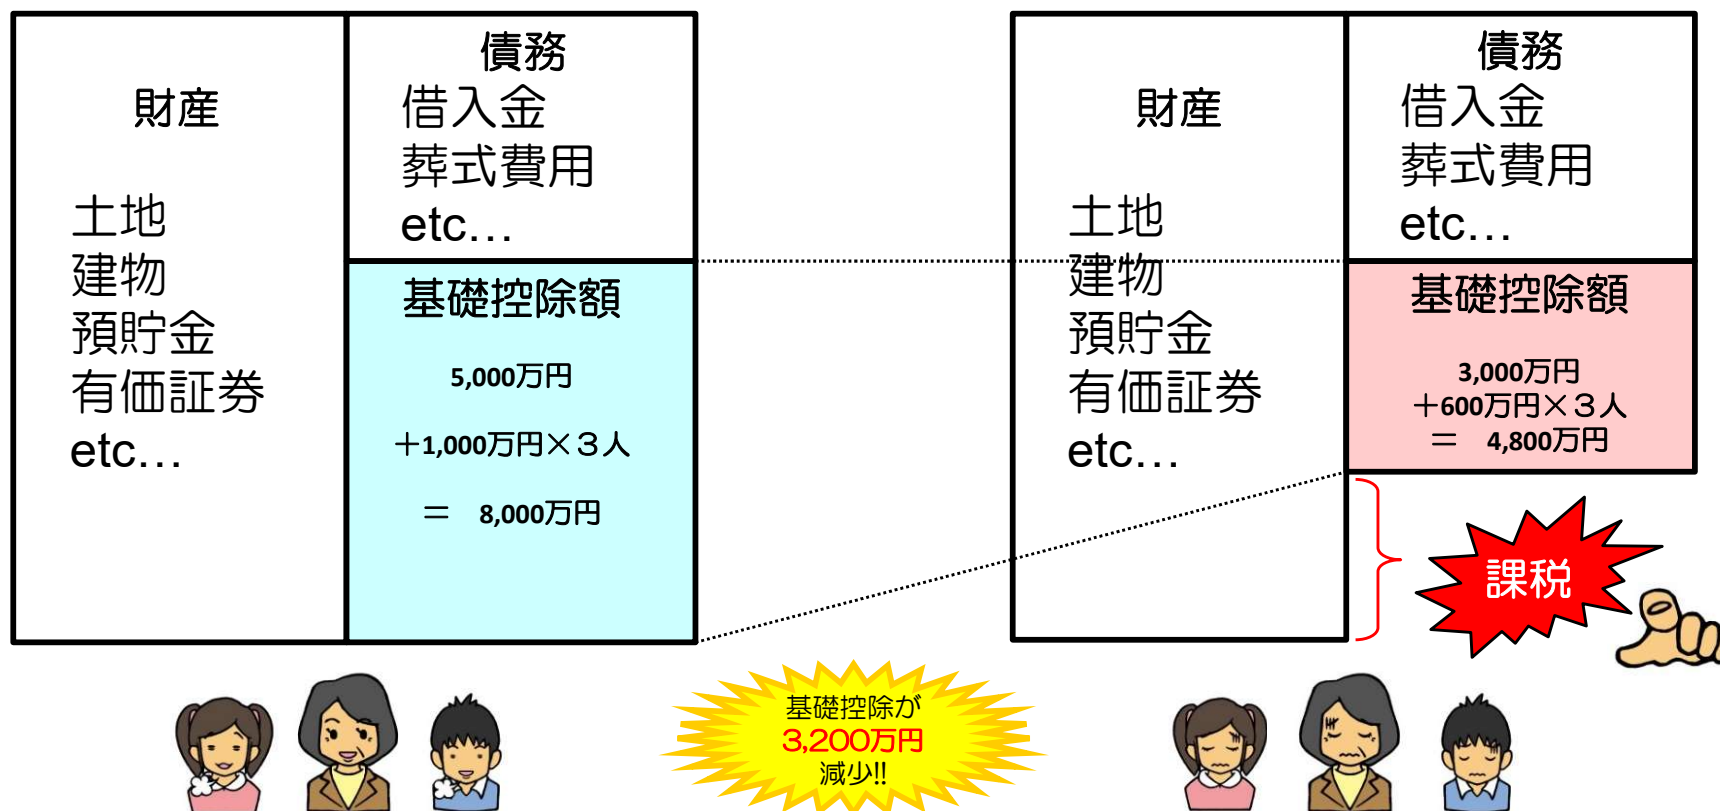 財産
土地
建物
預貯金
有価証券
etc…
債務
借入金
葬式費用
etc…
基礎控除額
5,000万円
＋1,000万円×３人
＝　8,000万円
財産
土地
建物
預貯金
有価証券
etc…
債務
借入金
葬式費用
etc…
基礎控除額
3,000万円
＋600万円×３人
＝　4,800万円
課税
基礎控除が
3,200万円
減少!!